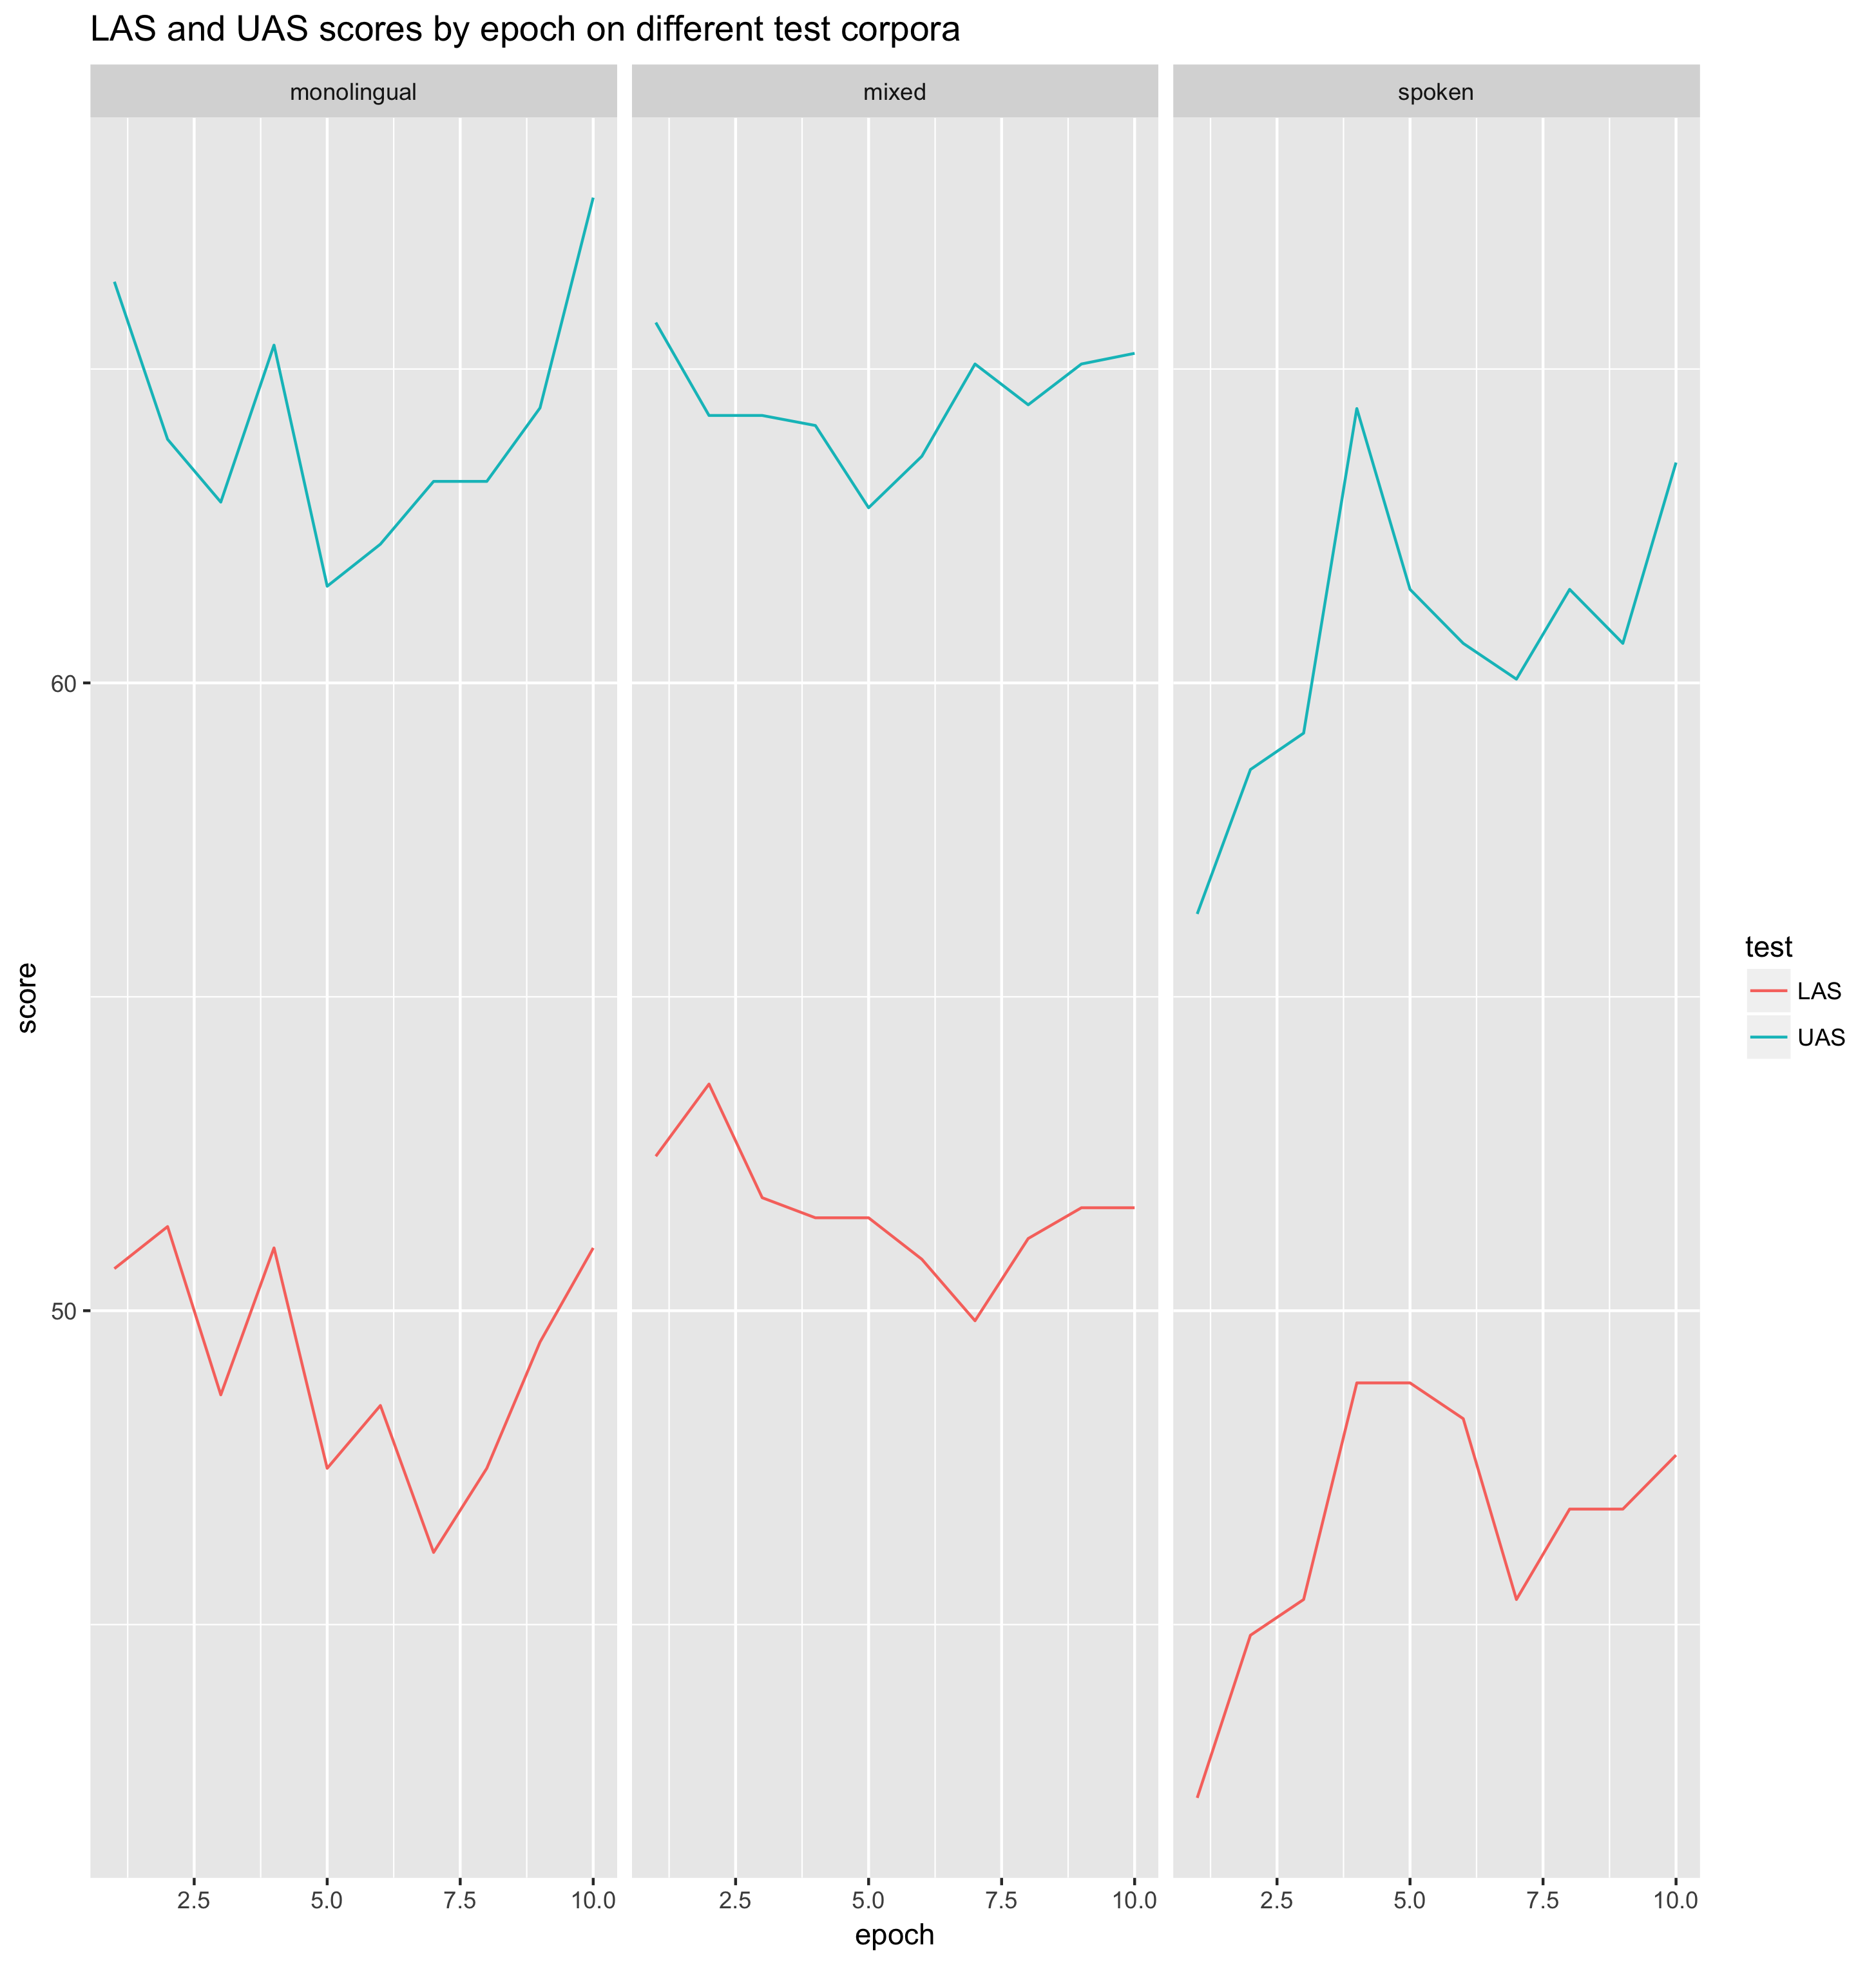 LAS and UAS scores by epoch on different test corpora
monolingual
mixed
spoken
60
50
score
2.5 5.0 7.5 10.0
2.5 5.0 7.5 10.0
2.5 5.0 7.5 10.0
epoch
test
LAS
UAS